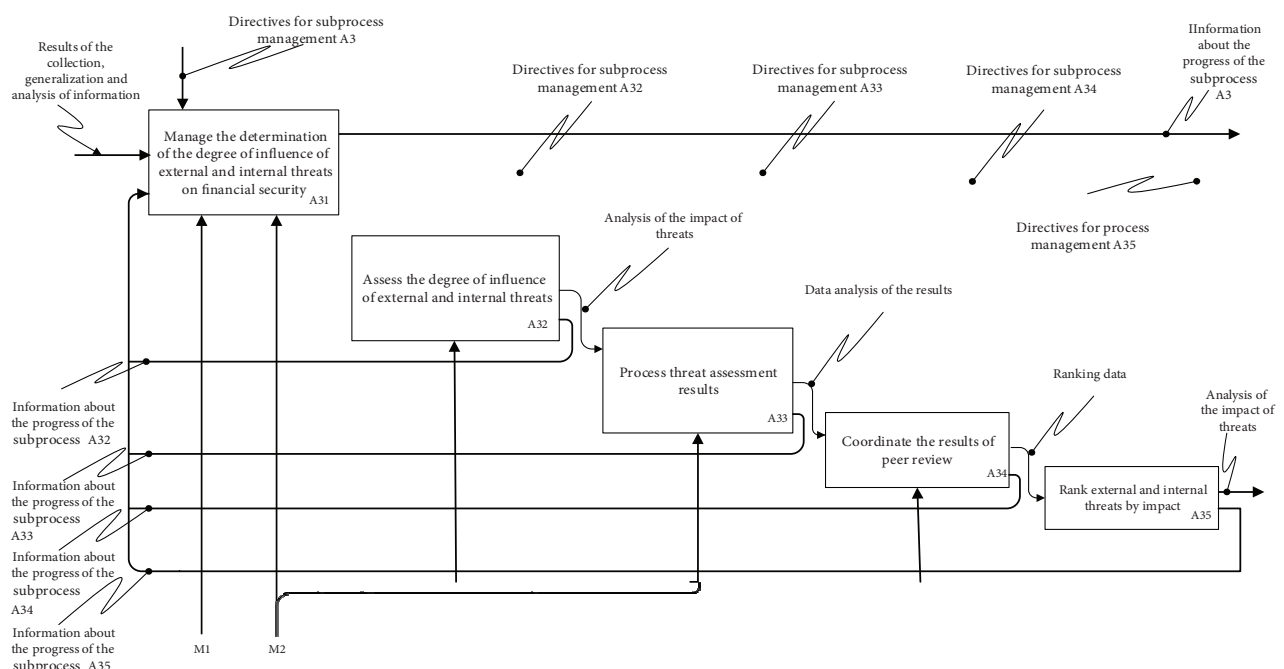 Directives for subprocess
management A3
Results of the
collection,
generalization and
analysis of information
Directives for subprocess
management A32
Directives for subprocess
management A33
Directives for subprocess
management A34
IInformation
about the
progress of the
subprocess
A3
Manage the determination
of the degree of influence of
external and internal threats
on financial security
A31
Directives for process
management A35
Analysis of the impact of
threats
Assess the degree of influence
of external and internal threats
A32
Data analysis of the results
Process threat assessment
results
A33
Ranking data
Coordinate the results of
peer review
A34
Analysis of
the impact of
threats
Rank external and internal
threats by impact
A35
Information about
the progress of the
subprocess A32
Information about
the progress of the
subprocess
A33
Information about
the progress of the
subprocess
A34
Information about
the progress of the
subprocess A35
M1
M2